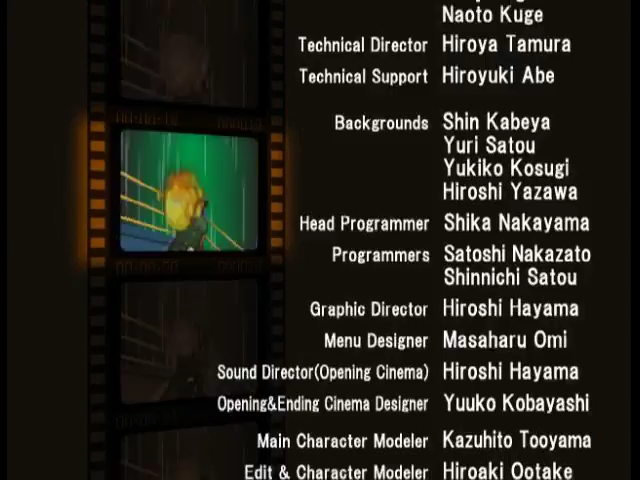 Naoto Kuge
Technical Director Hiroya Tamura
Technical Support Hiroyuki Abe
Backgrounds Shin Kabeya
Yuri Satou
Yukiko Kosugi
Hiroshi Yazawa
Head Programmer Shika Nakayama
Programmers Satoshi Nakazato
Shinnichi Satou
Graphic Director Hiroshi Hayama
Menu Designer Masaharu Omi
Sound Director(Opening Cinema) Hiroshi Hayama
Opening&Ending Cinema Designer Yuuko Kobayashi
Main Character Modeler Kazuhito Tooyama
Edit & Character Modeler Hiroaki Ootake